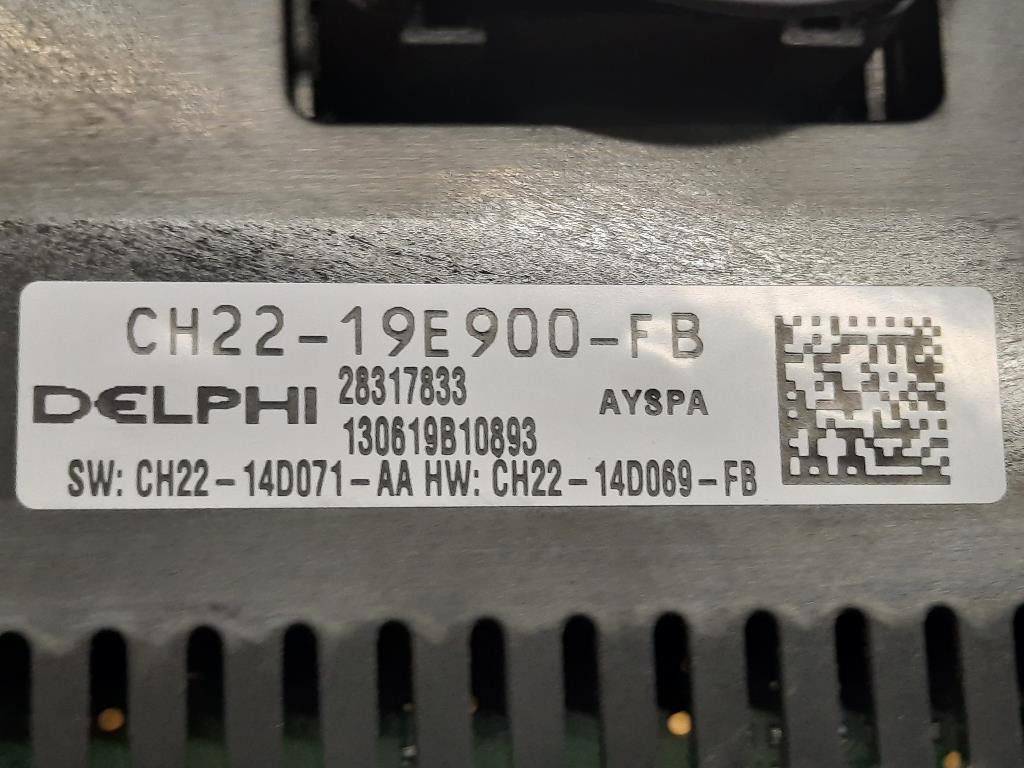 CH22-19E900-FB
DELPHI 28317833 AYSPA
130619B10893
SW: CH22-14D071-AA HW: CH22-14D069-FB